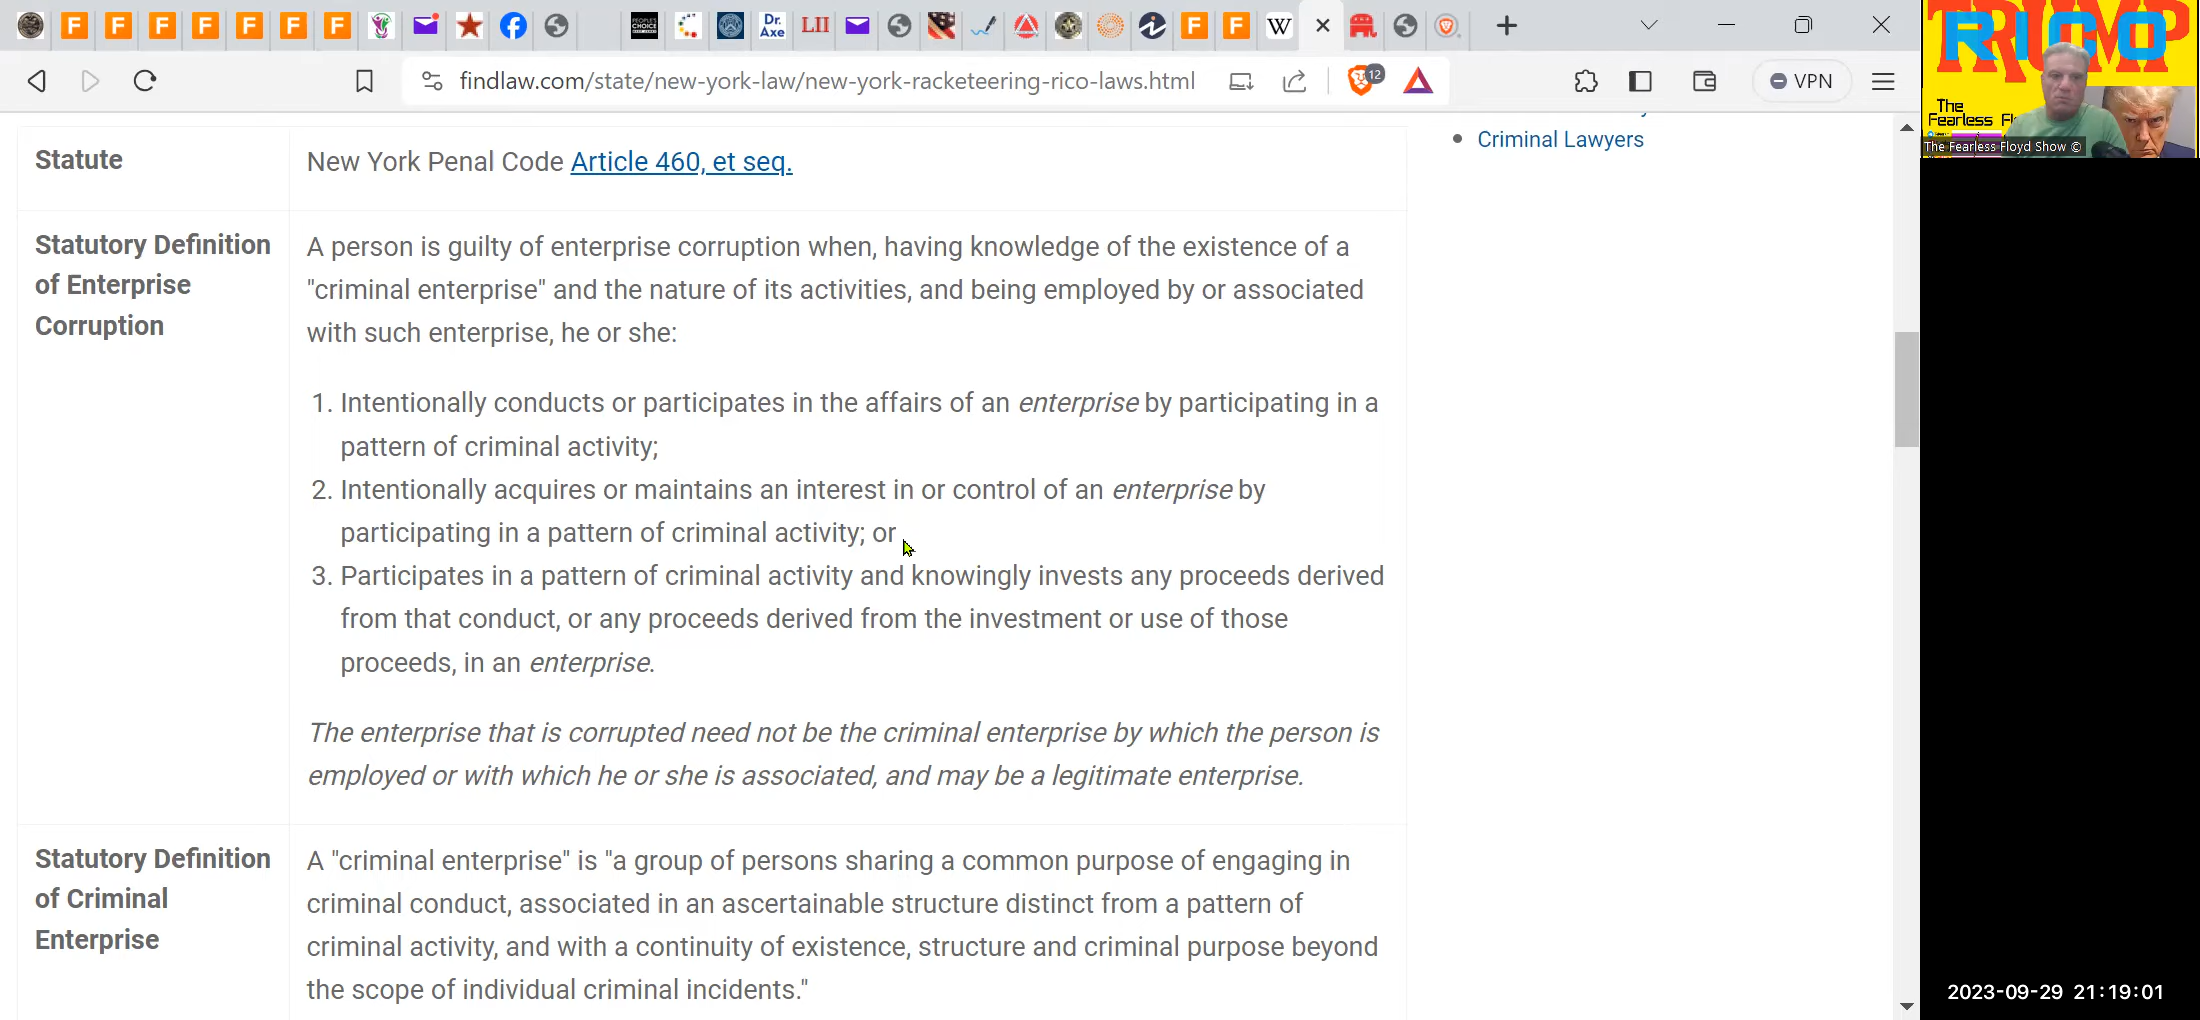 F F F F F F F PEOPLE'S CHOICE Dr. Axe LII F F W
findlaw.com/state/new-york-law/new-york-racketeering-rico-laws.html 12 VPN
TRUMP
RICO
The
Fearless Fl
The Fearless Floyd Show ©
Criminal Lawyers
Statute
New York Penal Code Article 460, et seq.
Statutory Definition
of Enterprise
Corruption
A person is guilty of enterprise corruption when, having knowledge of the existence of a
"criminal enterprise" and the nature of its activities, and being employed by or associated
with such enterprise, he or she:
1. Intentionally conducts or participates in the affairs of an enterprise by participating in a
pattern of criminal activity;
2. Intentionally acquires or maintains an interest in or control of an enterprise by
participating in a pattern of criminal activity; or
3. Participates in a pattern of criminal activity and knowingly invests any proceeds derived
from that conduct, or any proceeds derived from the investment or use of those
proceeds, in an enterprise.
The enterprise that is corrupted need not be the criminal enterprise by which the person is
employed or with which he or she is associated, and may be a legitimate enterprise.
Statutory Definition
of Criminal
Enterprise
A "criminal enterprise" is "a group of persons sharing a common purpose of engaging in
criminal conduct, associated in an ascertainable structure distinct from a pattern of
criminal activity, and with a continuity of existence, structure and criminal purpose beyond
the scope of individual criminal incidents."
2023-09-29 21:19:01